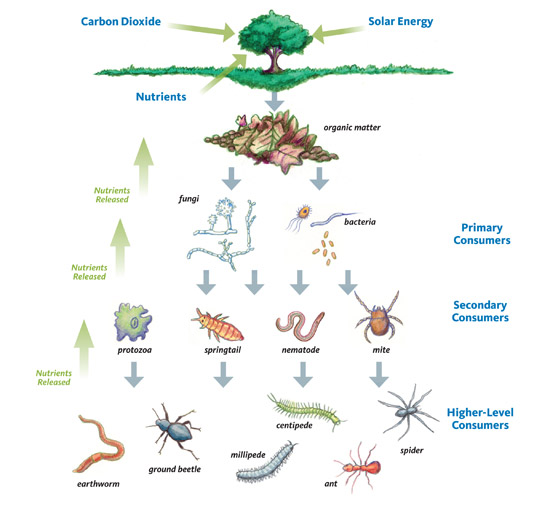 Carbon Dioxide
Solar Energy
Nutrients
organic matter
Nutrients
Released
fungi
bacteria
Primary
Consumers
Nutrients
Released
Secondary
Consumers
protozoa
springtail
nematode
mite
Nutrients
Released
Higher-Level
Consumers
centipede
spider
ground beetle
millipede
earthworm
ant